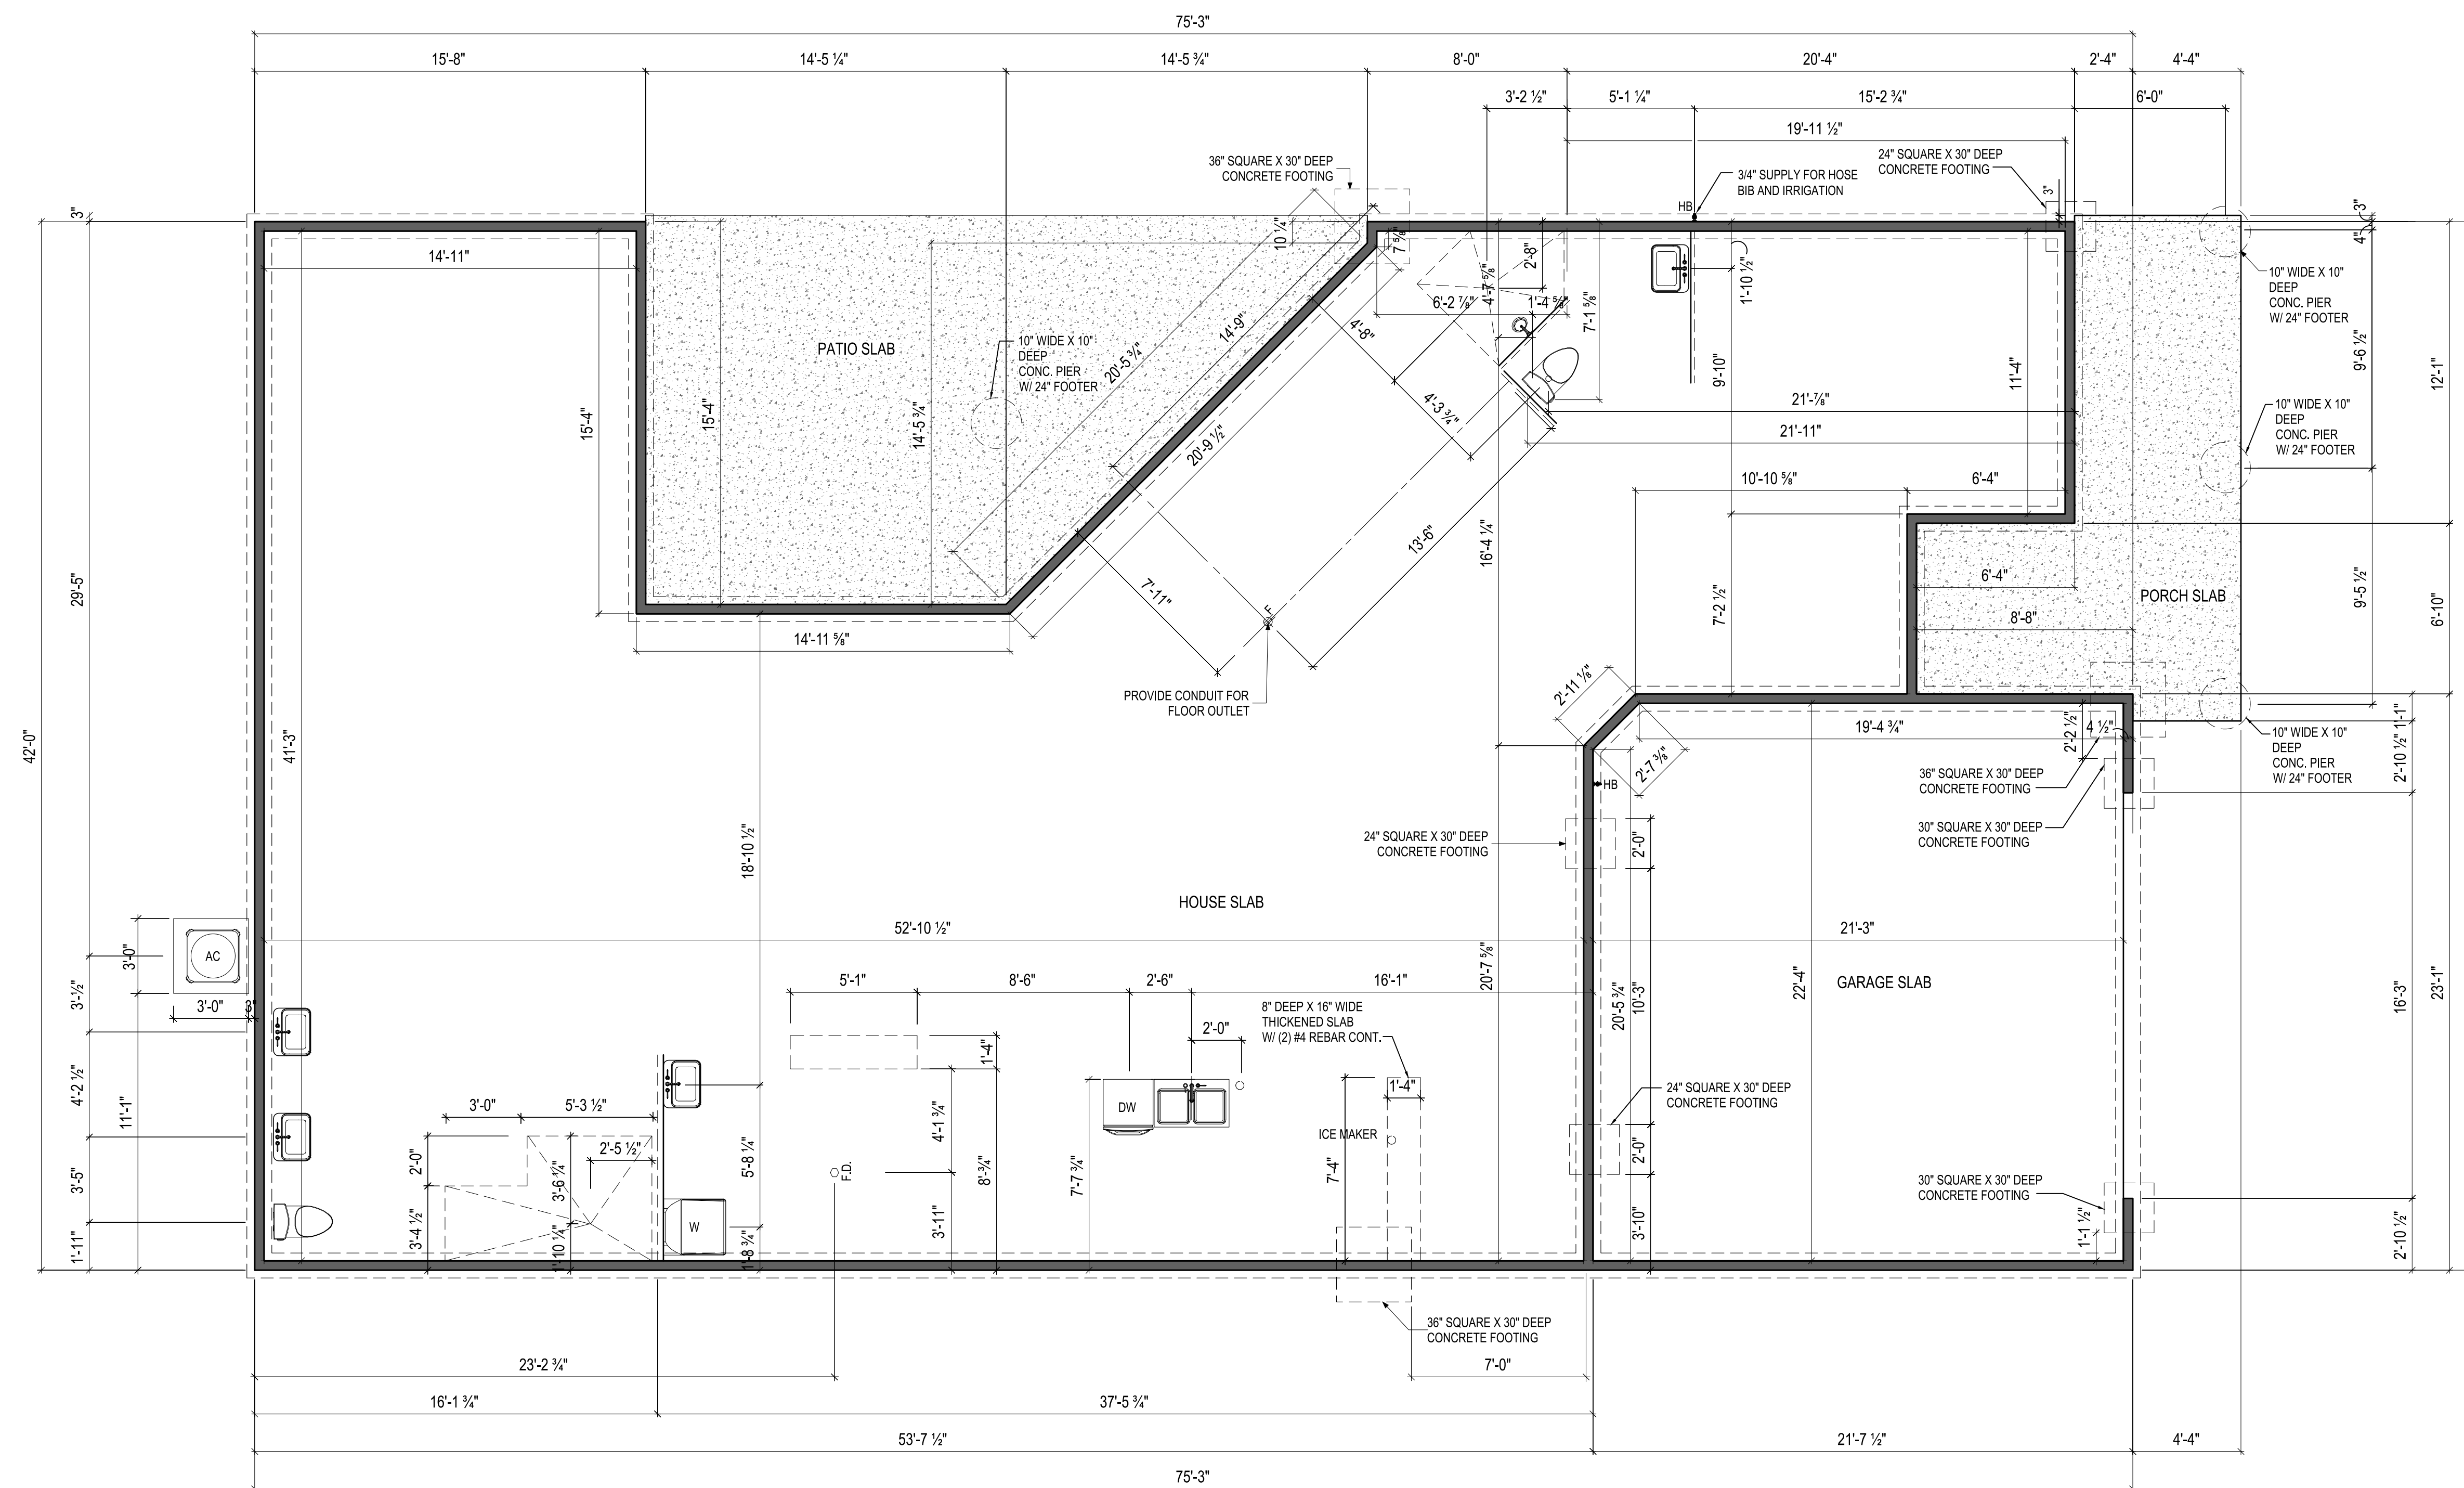 75'-3"
15'-8"
14'-5 ¼"
14'-5 ¾"
8'-0"
20'-4"
2'-4"
4'-4"
3'-2 ½"
5'-1 ¼"
15'-2 ¾"
6'-0"
19'-11 ½"
36" SQUARE X 30" DEEP
CONCRETE FOOTING
3/4" SUPPLY FOR HOSE
BIB AND IRRIGATION
24" SQUARE X 30" DEEP
CONCRETE FOOTING
3"
HB
3"
3"
4"
10 ¼"
7 ⅝"
14'-11"
2'-8"
4'-7 ⅝"
6'-2 ⅞"
1'-4 ⅝"
7'-1 ⅝"
1'-10 ½"
10" WIDE X 10"
DEEP
CONC. PIER
W/ 24" FOOTER
PATIO SLAB
10" WIDE X 10"
DEEP
CONC. PIER
W/ 24" FOOTER
14'-9"
20'-5 ¾"
4'-8"
9'-10"
11'-4"
9'-6 ½"
12'-1"
15'-4"
15'-4"
14'-5 ¾"
20'-9 ½"
4'-3 ¾"
21'-⅞"
21'-11"
10" WIDE X 10"
DEEP
CONC. PIER
W/ 24" FOOTER
10'-10 ⅝"
6'-4"
13'-6"
16'-4 ¼"
29'-5"
7'-11"
F
7'-2 ½"
6'-4"
8'-8"
PORCH SLAB
9'-5 ½"
6'-10"
14'-11 ⅝"
PROVIDE CONDUIT FOR
FLOOR OUTLET
2'-11 ⅛"
42'-0"
41'-3"
19'-4 ¾"
4 ½"
2'-2 ½"
1'-1"
2'-7 ⅜"
HB
10" WIDE X 10"
DEEP
CONC. PIER
W/ 24" FOOTER
36" SQUARE X 30" DEEP
CONCRETE FOOTING
2'-10 ½"
30" SQUARE X 30" DEEP
CONCRETE FOOTING
18'-10 ½"
24" SQUARE X 30" DEEP
CONCRETE FOOTING
2'-0"
HOUSE SLAB
52'-10 ½"
21'-3"
AC
3'-0"
3'-0"
3"
3'-½"
5'-1"
8'-6"
2'-6"
16'-1"
20'-7 ⅝"
20'-5 ¾"
10'-3"
22'-4"
GARAGE SLAB
16'-3"
23'-1"
8" DEEP X 16" WIDE
THICKENED SLAB
W/ (2) #4 REBAR CONT.
2'-0"
1'-4"
1'-4"
4'-2 ½"
11'-1"
3'-0"
5'-3 ½"
4'-1 ¾"
DW
24" SQUARE X 30" DEEP
CONCRETE FOOTING
ICE MAKER
2'-0"
2'-5 ½"
2'-0"
3'-6 ¼"
5'-8 ¼"
F.D.
8'-¾"
7'-7 ¾"
7'-4"
2'-0"
3'-5"
30" SQUARE X 30" DEEP
CONCRETE FOOTING
3'-4 ½"
W
3'-11"
3'-10"
1'-1 ½"
2'-10 ½"
1'-11"
1'-10 ¼"
1'-8 ¾"
36" SQUARE X 30" DEEP
CONCRETE FOOTING
23'-2 ¾"
7'-0"
16'-1 ¾"
37'-5 ¾"
53'-7 ½"
21'-7 ½"
4'-4"
75'-3"